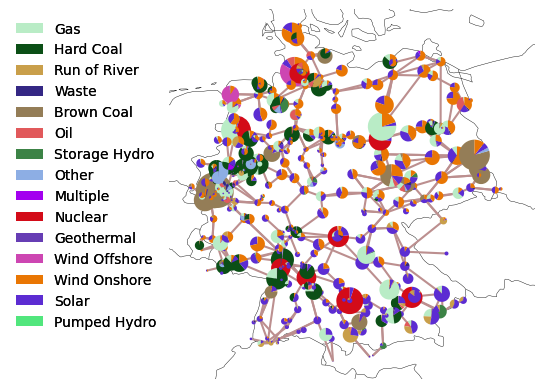 Gas
Hard Coal
Run of River
Waste
Brown Coal
Oil
Storage Hydro
Other
Multiple
Nuclear
Geothermal
Wind Offshore
Wind Onshore
Solar
Pumped Hydro